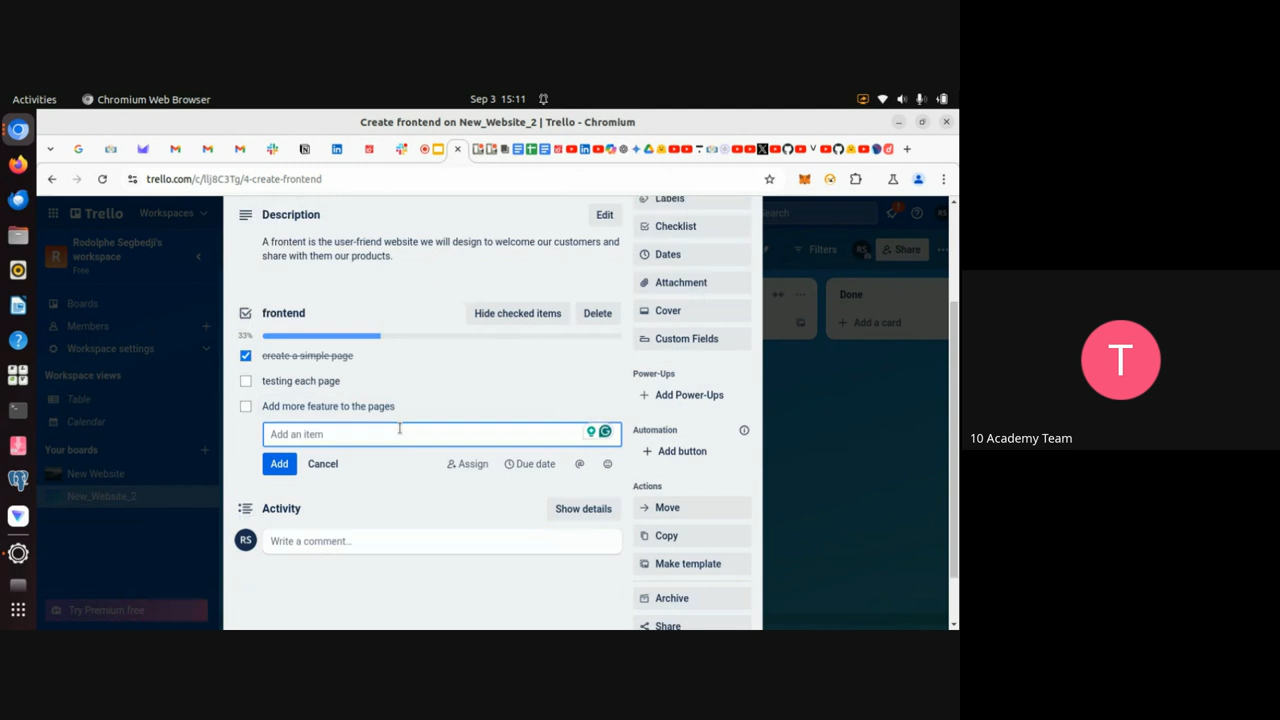 Activities
Chromium Web Browser
Sep 3 15:11
Create frontend on New_Website_2 | Trello - Chromium
trello.com/c/llj8C3Tg/4-create-frontend
Trello
Workspaces
Search
Rodolphe Segbedji's
workspace
Free
R
Filters
RS
Share
RS
Boards
Members
Workspace settings
Workspace views
Table
Calendar
Your boards
New Website
New_Website_2
Try Premium free
Done
Add a card
Description
Edit
A frontent is the user-friend website we will design to welcome our customers and
share with them our products.
frontend
Hide checked items
Delete
33%
create a simple page
testing each page
Add more feature to the pages
Add an item
Add
Cancel
Assign
Due date
Activity
Show details
RS
Write a comment…
Labels
Checklist
Dates
Attachment
Cover
Custom Fields
Power-Ups
Add Power-Ups
Automation
Add button
Actions
Move
Copy
Make template
Archive
Share
T
10 Academy Team